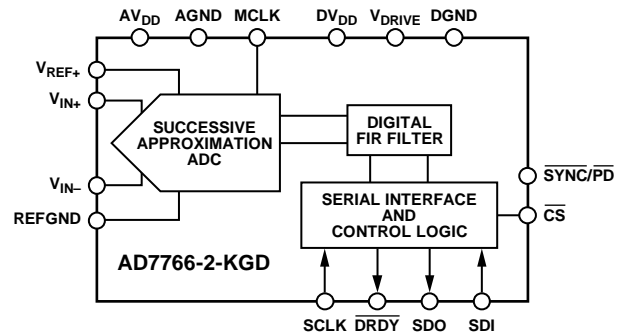 AVDD AGND MCLK DVDD VDRIVE DGND
VREF+
VIN+
SUCCESSIVE
APPROXIMATION
ADC
DIGITAL
FIR FILTER
VIN–
REFGND
SERIAL INTERFACE
AND
CONTROL LOGIC
SYNC/PD
CS
AD7766-2-KGD
SCLK DRDY SDO SDI